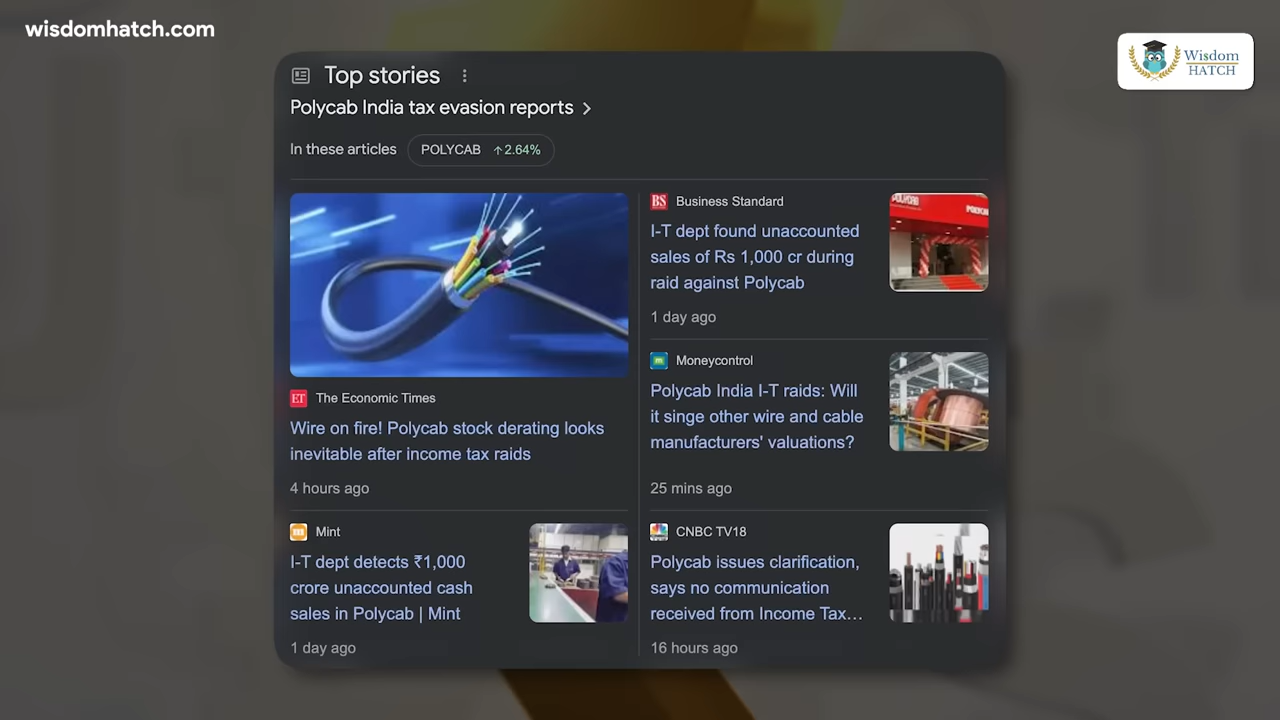 wisdomhatch.com
Wisdom
HATCH
Top stories
Polycab India tax evasion reports
In these articles
POLYCAB ↑2.64%
ET The Economic Times
Wire on fire! Polycab stock derating looks
inevitable after income tax raids
4 hours ago
m Mint
I-T dept detects ₹1,000
crore unaccounted cash
sales in Polycab | Mint
1 day ago
BS Business Standard
I-T dept found unaccounted
sales of Rs 1,000 cr during
raid against Polycab
1 day ago
POLYCAB
m Moneycontrol
Polycab India I-T raids: Will
it singe other wire and cable
manufacturers' valuations?
25 mins ago
CNBC TV18
Polycab issues clarification,
says no communication
received from Income Tax...
16 hours ago